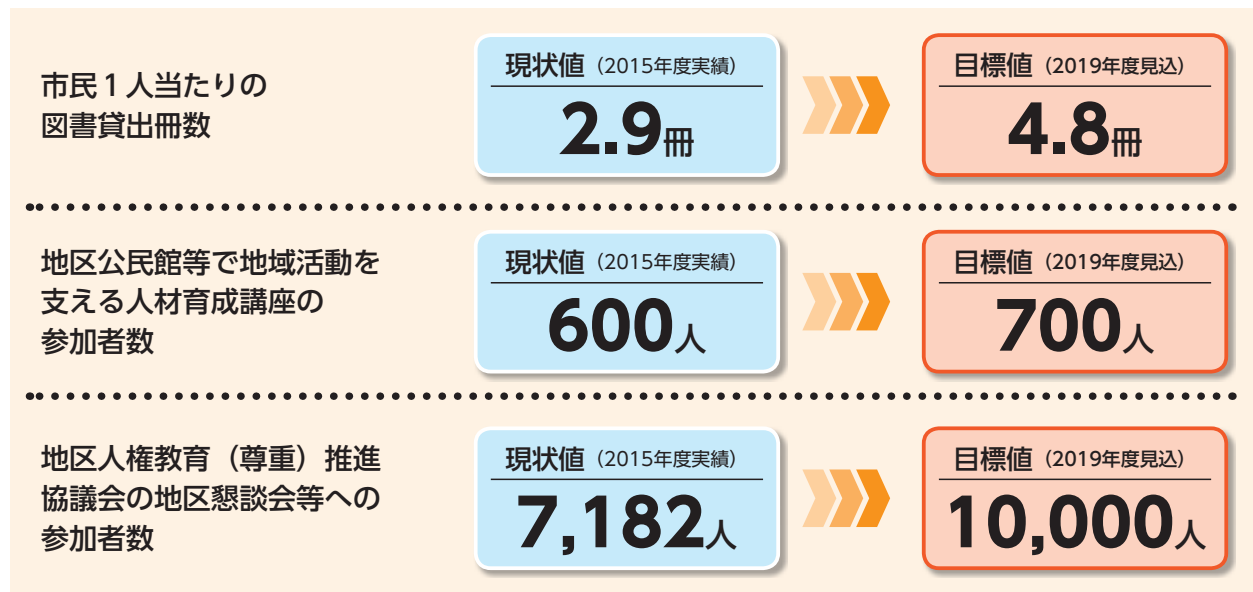 市民1人当たりの
図書貸出冊数
現状値（2015年度実績）
2.9冊
目標値（2019年度見込）
4.8冊
地区公民館等で地域活動を
支える人材育成講座の
参加者数
現状値（2015年度実績）
600人
目標値（2019年度見込）
700人
地区人権教育（尊重）推進
協議会の地区懇談会等への
参加者数
現状値（2015年度実績）
7,182人
目標値（2019年度見込）
10,000人